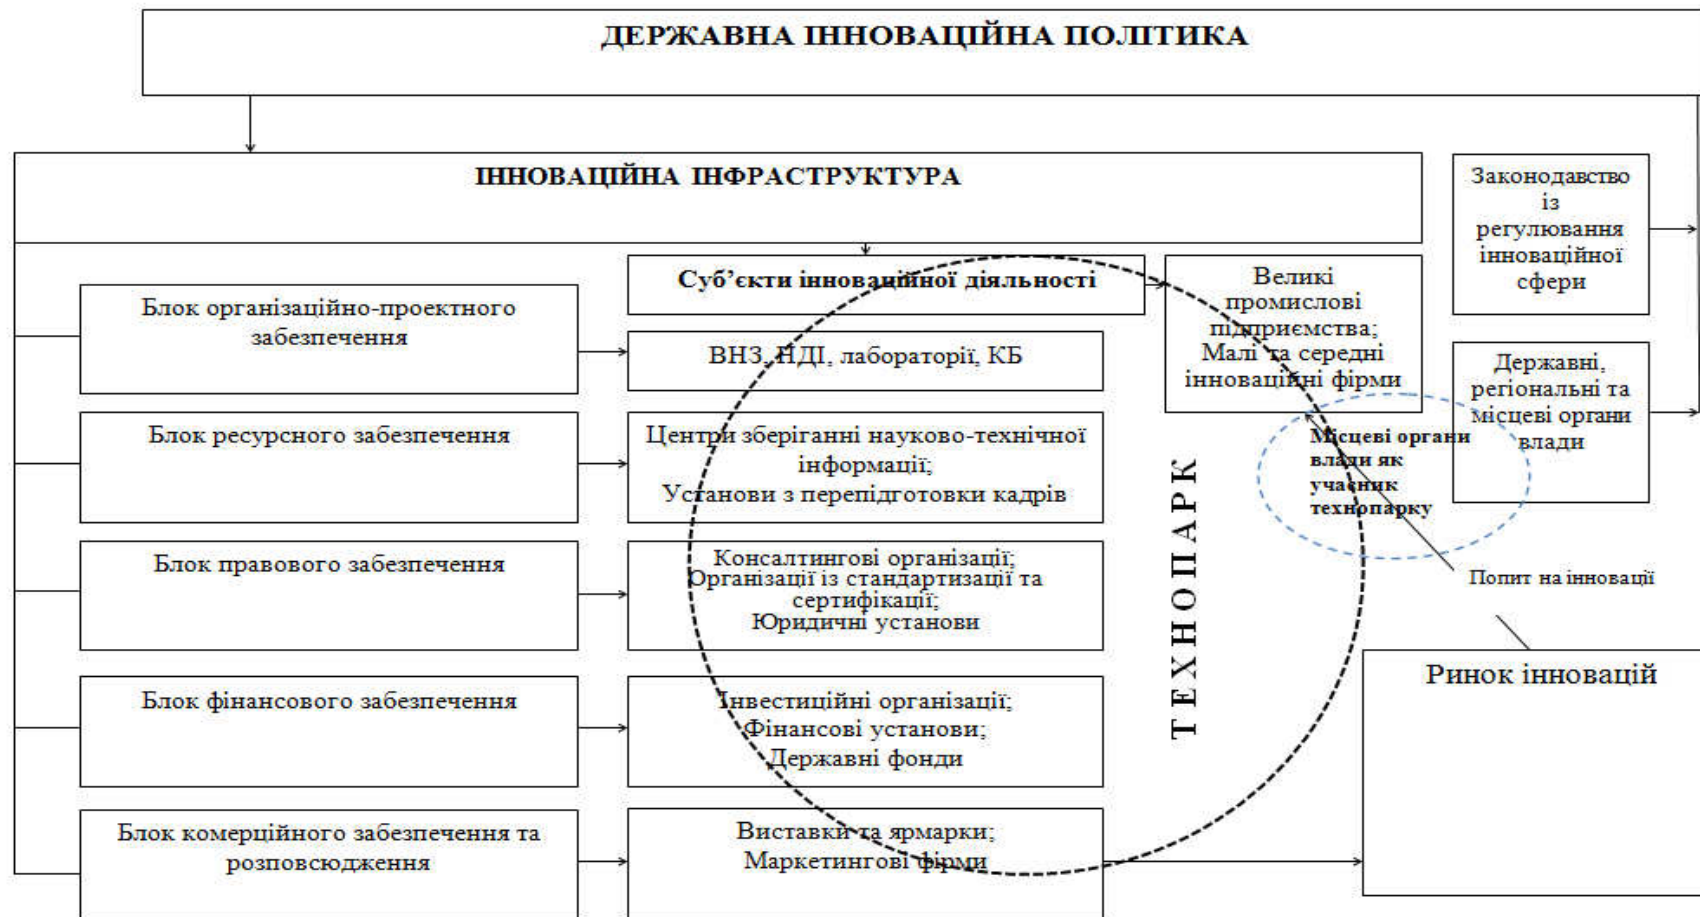 ДЕРЖАВНА ІННОВАЦІЙНА ПОЛІТИКА
ІННОВАЦІЙНА ІНФРАСТРУКТУРА
Законодавство
із
регулювання
інноваційної
сфери
Суб’єкти інноваційної діяльності
Великі
промислові
підприємства;
Малі та середні
інноваційні фірми
Блок організаційно-проектного
забезпечення
ВНЗ, НДІ, лабораторії, КБ
Державні,
регіональні та
місцеві органи
влади
Блок ресурсного забезпечення
Центри зберіганні науково-технічної
інформації;
Установи з перепідготовки кадрів
Місцеві органи
влади як
учасник
технопарку
ТЕХНОПАРК
Блок правового забезпечення
Консалтингові організації;
Організації із стандартизації та
сертифікації;
Юридичні установи
Попит на інновації
Блок фінансового забезпечення
Інвестиційні організації;
Фінансові установи;
Державні фонди
Ринок інновацій
Блок комерційного забезпечення та
розповсюдження
Виставки та ярмарки;
Маркетингові фірми